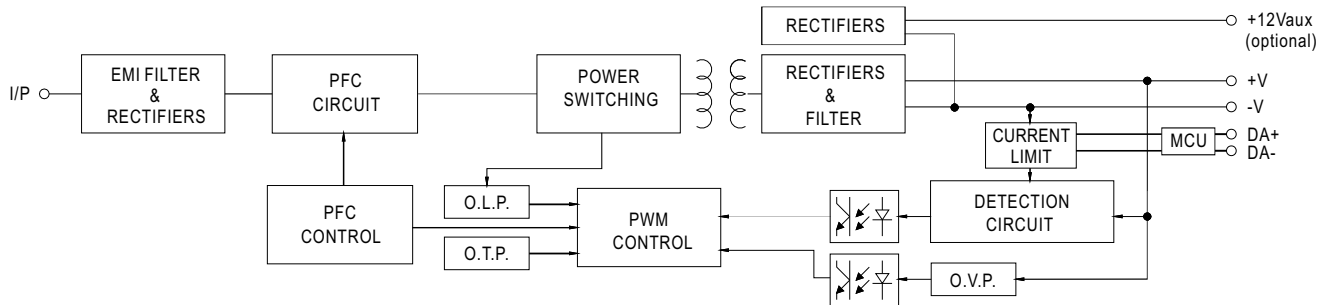 RECTIFIERS
+12Vaux
(optional)
I/P
EMI FILTER
&
RECTIFIERS
PFC
CIRCUIT
POWER
SWITCHING
RECTIFIERS
&
FILTER
+V
-V
CURRENT
LIMIT
MCU
DA+
DA-
PFC
CONTROL
O.L.P.
O.T.P.
PWM
CONTROL
DETECTION
CIRCUIT
O.V.P.